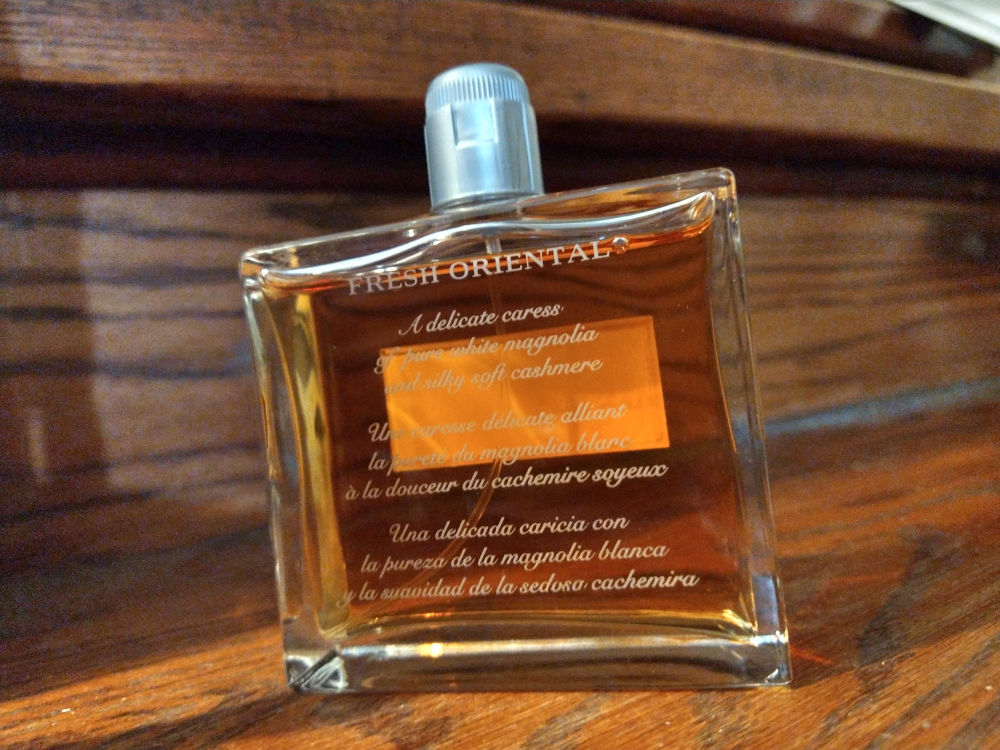 FRESH ORIENTAL
A delicate caress
of pure white magnolia
and silky soft cashmere
Une caresse délicate alliant
la pureté du magnolia blanc
à la douceur du cachemire soyeux
Una delicada caricia con
la pureza de la magnolia blanca
y la suavidad de la sedosa cachemira